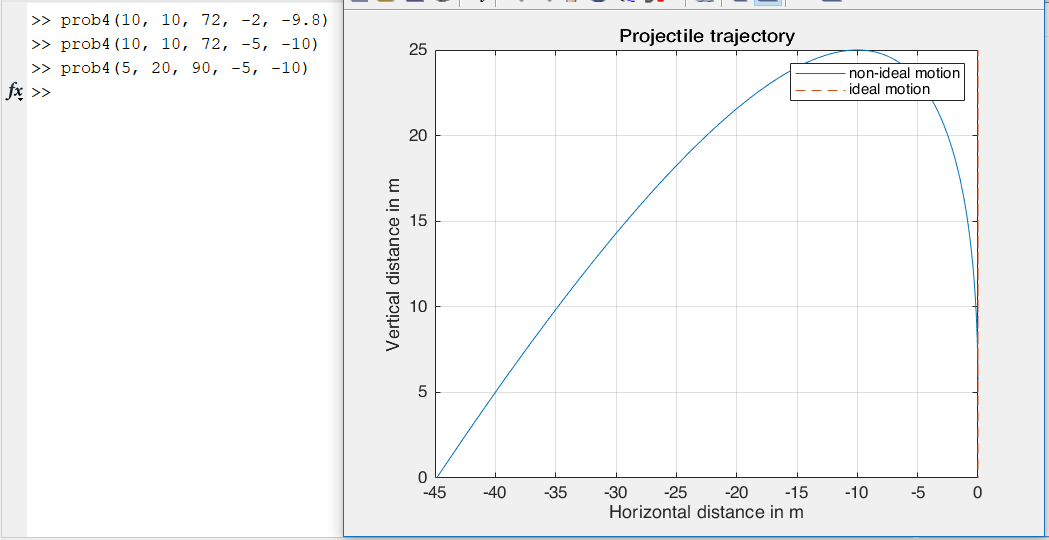 >> prob4(10, 10, 72, -2, -9.8)
>> prob4(10, 10, 72, -5, -10)
>> prob4(5, 20, 90, -5, -10)
fx >>
Projectile trajectory
non-ideal motion
ideal motion
25
20
15
10
5
0
Vertical distance in m
-45 -40 -35 -30 -25 -20 -15 -10 -5 0
Horizontal distance in m